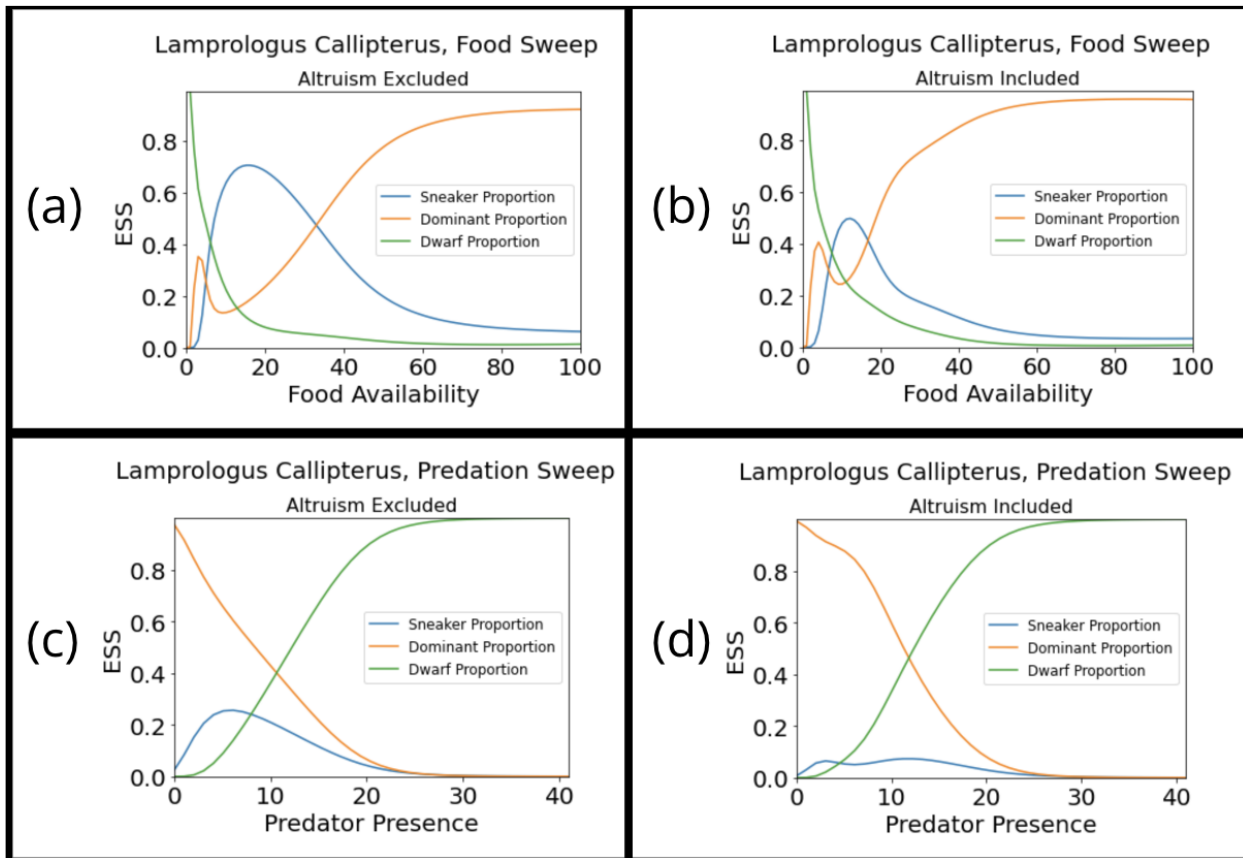 (a)
Lamprologus Callipterus, Food Sweep
Altruism Excluded
ESS
0.8
0.6
0.4
0.2
0.0
Sneaker Proportion
Dominant Proportion
Dwarf Proportion
0 20 40 60 80 100
Food Availability
(b)
Lamprologus Callipterus, Food Sweep
Altruism Included
ESS
0.8
0.6
0.4
0.2
0.0
Sneaker Proportion
Dominant Proportion
Dwarf Proportion
0 20 40 60 80 100
Food Availability
(c)
Lamprologus Callipterus, Predation Sweep
Altruism Excluded
ESS
0.8
0.6
0.4
0.2
0.0
Sneaker Proportion
Dominant Proportion
Dwarf Proportion
0 10 20 30 40
Predator Presence
(d)
Lamprologus Callipterus, Predation Sweep
Altruism Included
ESS
0.8
0.6
0.4
0.2
0.0
Sneaker Proportion
Dominant Proportion
Dwarf Proportion
0 10 20 30 40
Predator Presence